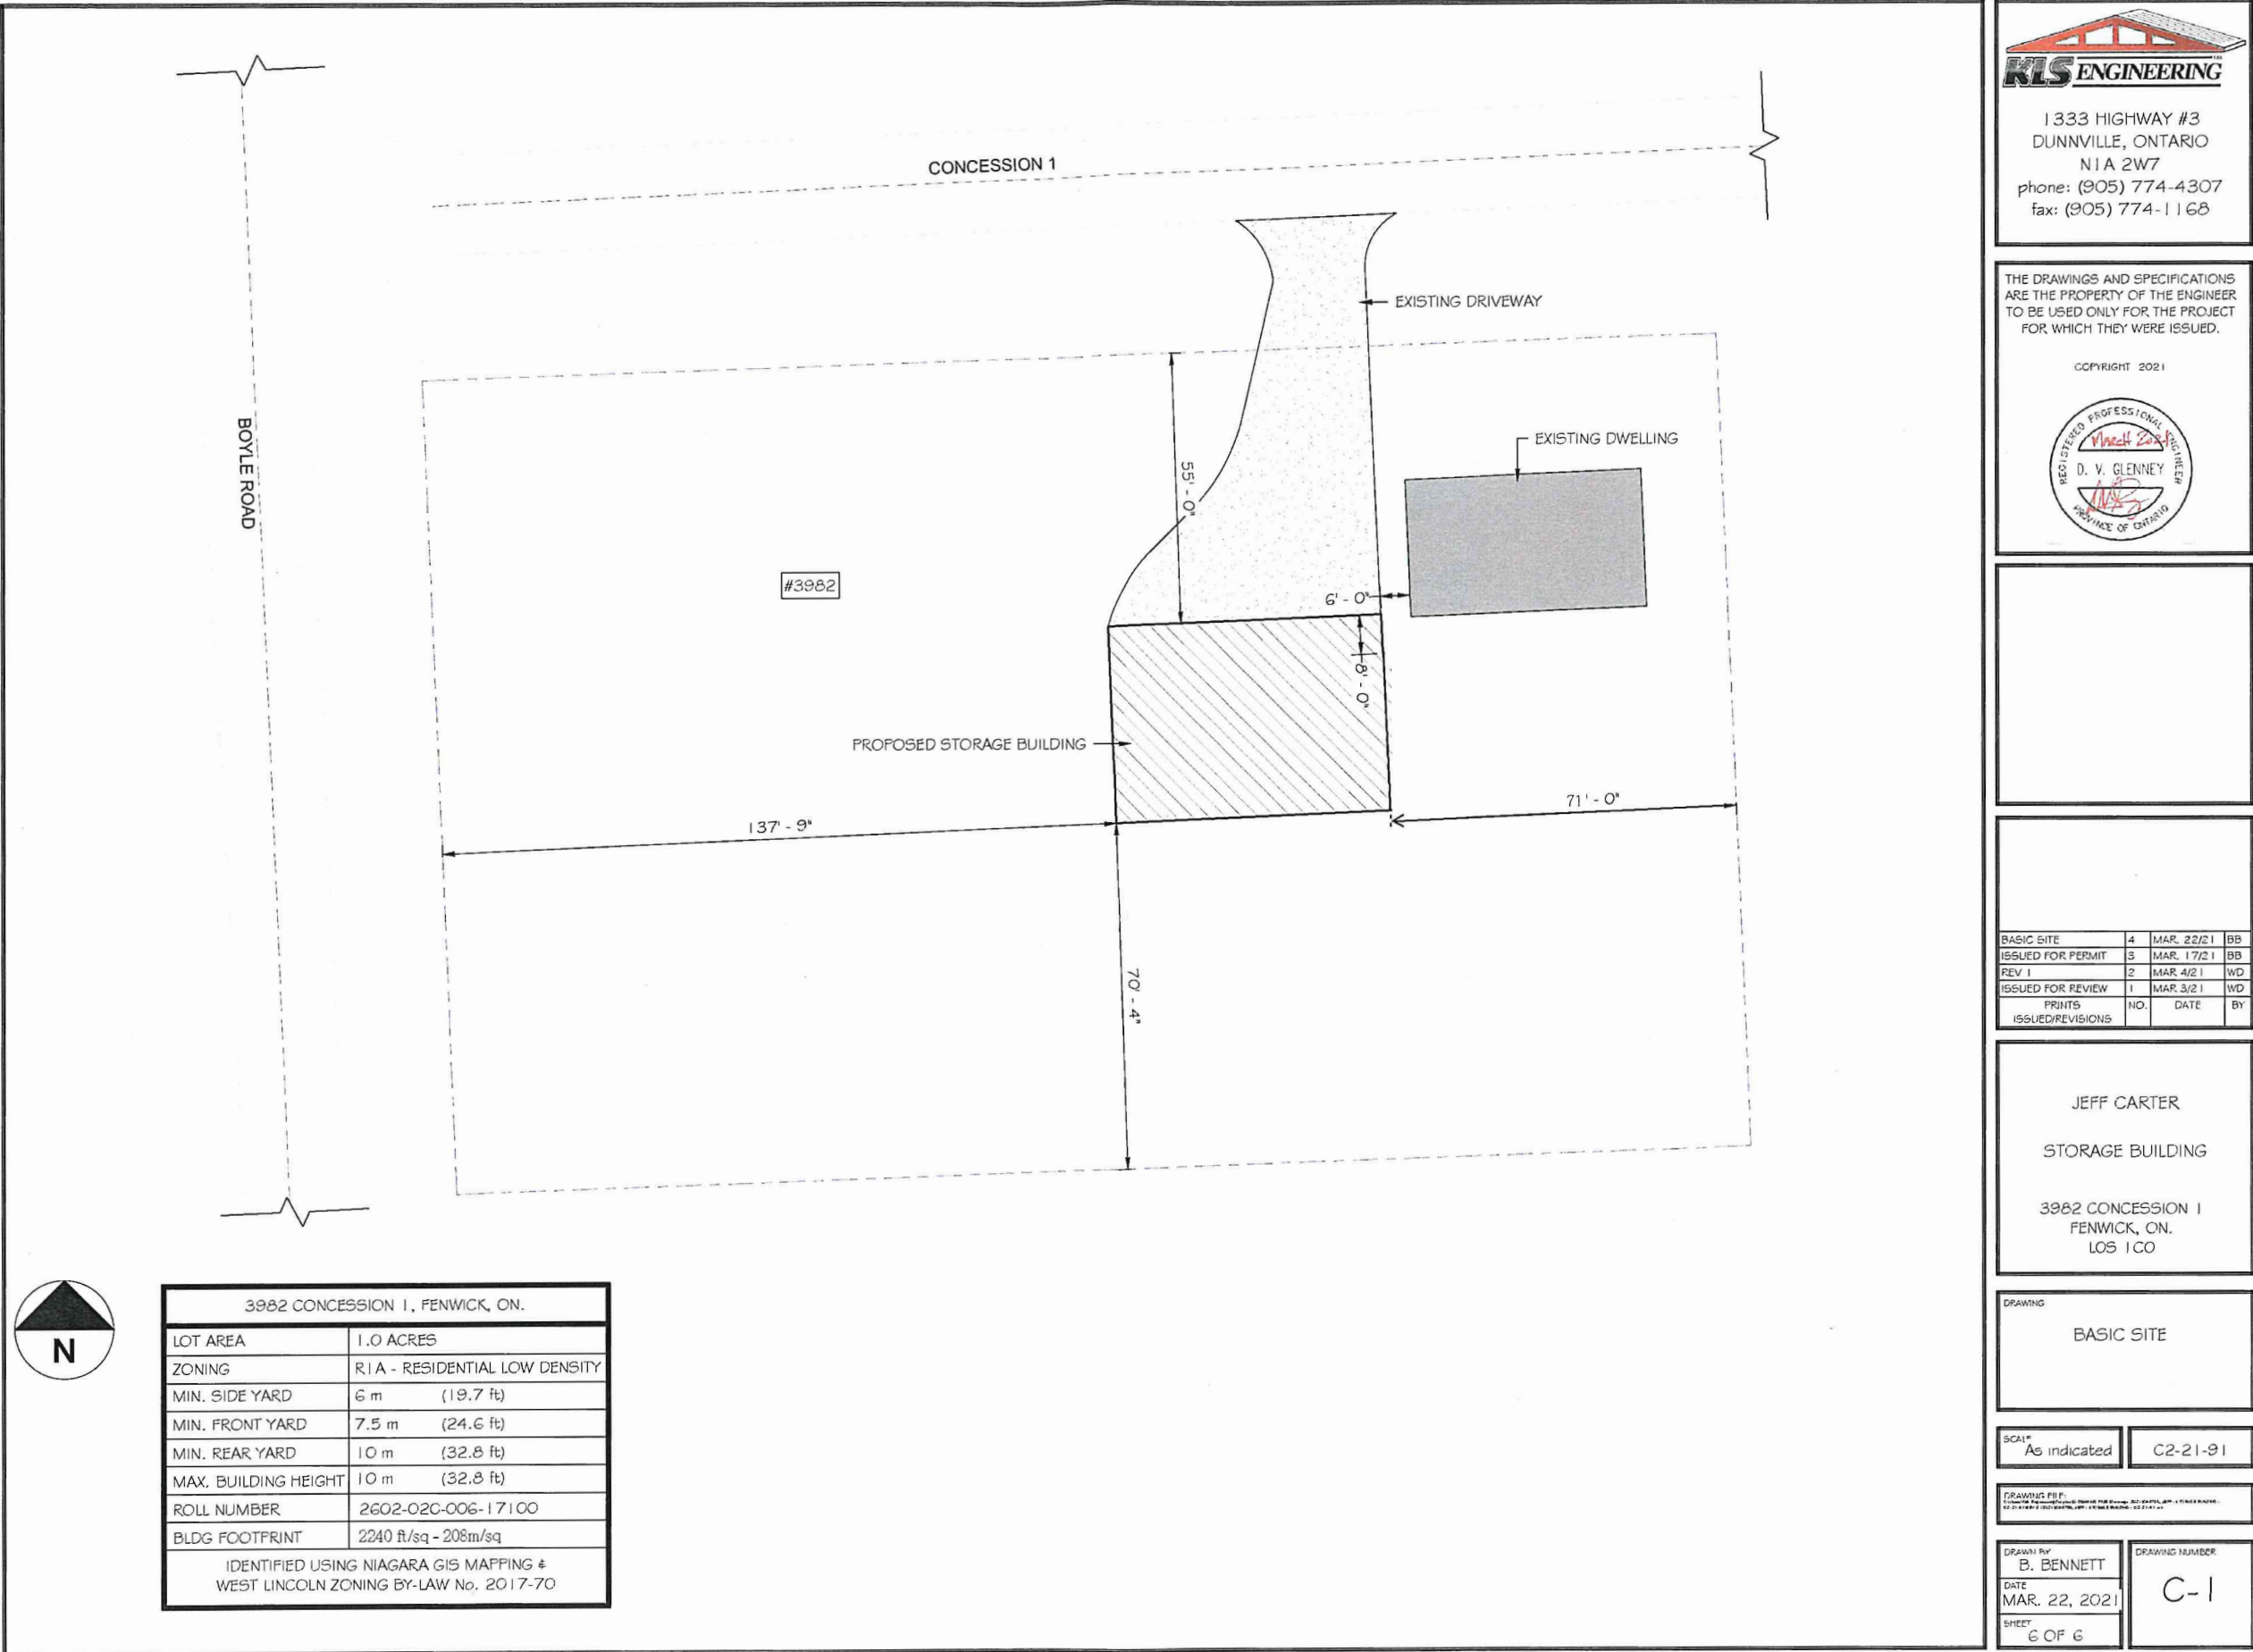 CONCESSION 1
BOYLE ROAD
EXISTING DRIVEWAY
EXISTING DWELLING
55' - 0"
#3982
6' - 0"
8' - 0"
PROPOSED STORAGE BUILDING
137' - 9"
71' - 0"
70' - 4"
N
3982 CONCESSION 1, FENWICK, ON.
LOT AREA 1.0 ACRES
ZONING R1A - RESIDENTIAL LOW DENSITY
MIN. SIDE YARD 6 m (19.7 ft)
MIN. FRONT YARD 7.5 m (24.6 ft)
MIN. REAR YARD 10 m (32.8 ft)
MAX. BUILDING HEIGHT 10 m (32.8 ft)
ROLL NUMBER 2602-020-006-17100
BLDG FOOTPRINT 2240 ft/sq - 208m/sq
IDENTIFIED USING NIAGARA GIS MAPPING &
WEST LINCOLN ZONING BY-LAW No. 2017-70
KLS ENGINEERING
1333 HIGHWAY #3
DUNNVILLE, ONTARIO
N1A 2W7
phone: (905) 774-4307
fax: (905) 774-1168
THE DRAWINGS AND SPECIFICATIONS
ARE THE PROPERTY OF THE ENGINEER
TO BE USED ONLY FOR THE PROJECT
FOR WHICH THEY WERE ISSUED.
COPYRIGHT 2021
REGISTERED PROFESSIONAL ENGINEER
March 2021
D. V. GLENNEY
PROVINCE OF ONTARIO
BASIC SITE 4 MAR. 22/21 BB
ISSUED FOR PERMIT 3 MAR. 17/21 BB
REV 1 2 MAR 4/21 WD
ISSUED FOR REVIEW 1 MAR 3/21 WD
PRINTS NO. DATE BY
ISSUED/REVISIONS
JEFF CARTER
STORAGE BUILDING
3982 CONCESSION 1
FENWICK, ON.
L0S 1C0
DRAWING
BASIC SITE
SCALE
As indicated
C2-21-91
DRAWING FILE:
DRAWN BY
B. BENNETT
DATE
MAR. 22, 2021
SHEET
6 OF 6
DRAWING NUMBER
C-1